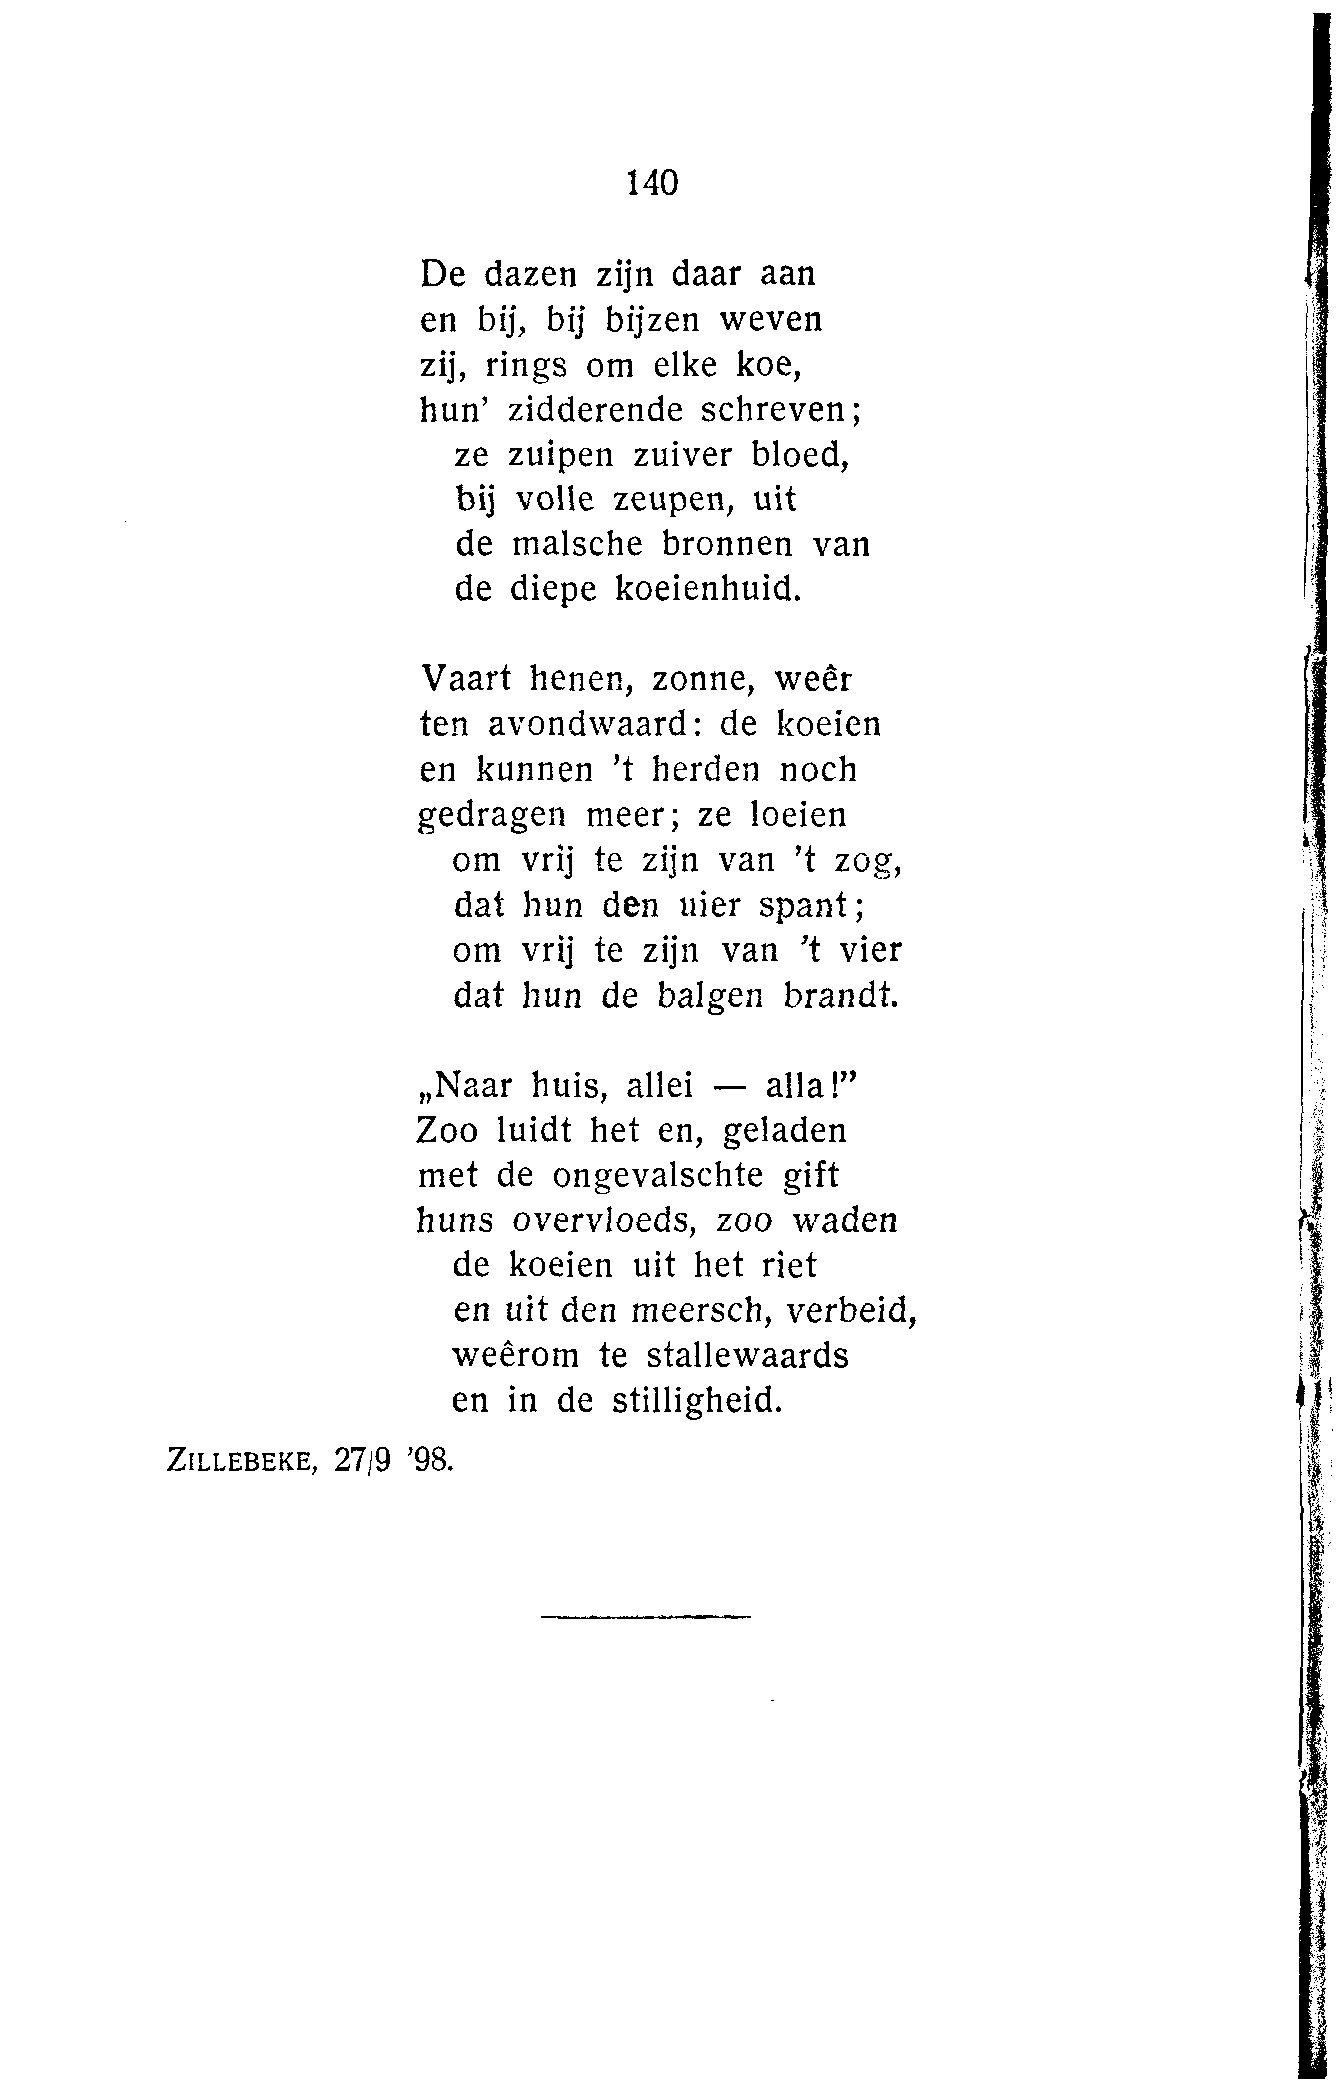 140
De dazen zijn daar aan
en bij, bij bijzen weven
zij, rings om elke koe,
hun' zidderende schreven;
ze zuipen zuiver bloed,
bij volle zeupen, uit
de malsche bronnen van
de diepe koeienhuid.
Vaart henen, zonne, weêr
ten avondwaard: de koeien
en kunnen 't herden noch
gedragen meer; ze loeien
om vrij te zijn van 't zog,
dat hun den uier spant;
om vrij te zijn van 't vier
dat hun de balgen brandt.
„Naar huis, allei — alla!”
Zoo luidt het en, geladen
met de ongevalschte gift
huns overvloeds, zoo waden
de koeien uit het riet
en uit den meersch, verbeid,
weêrom te stallewaards
en in de stilligheid.
ZILLEBEKE, 27/9 '98.